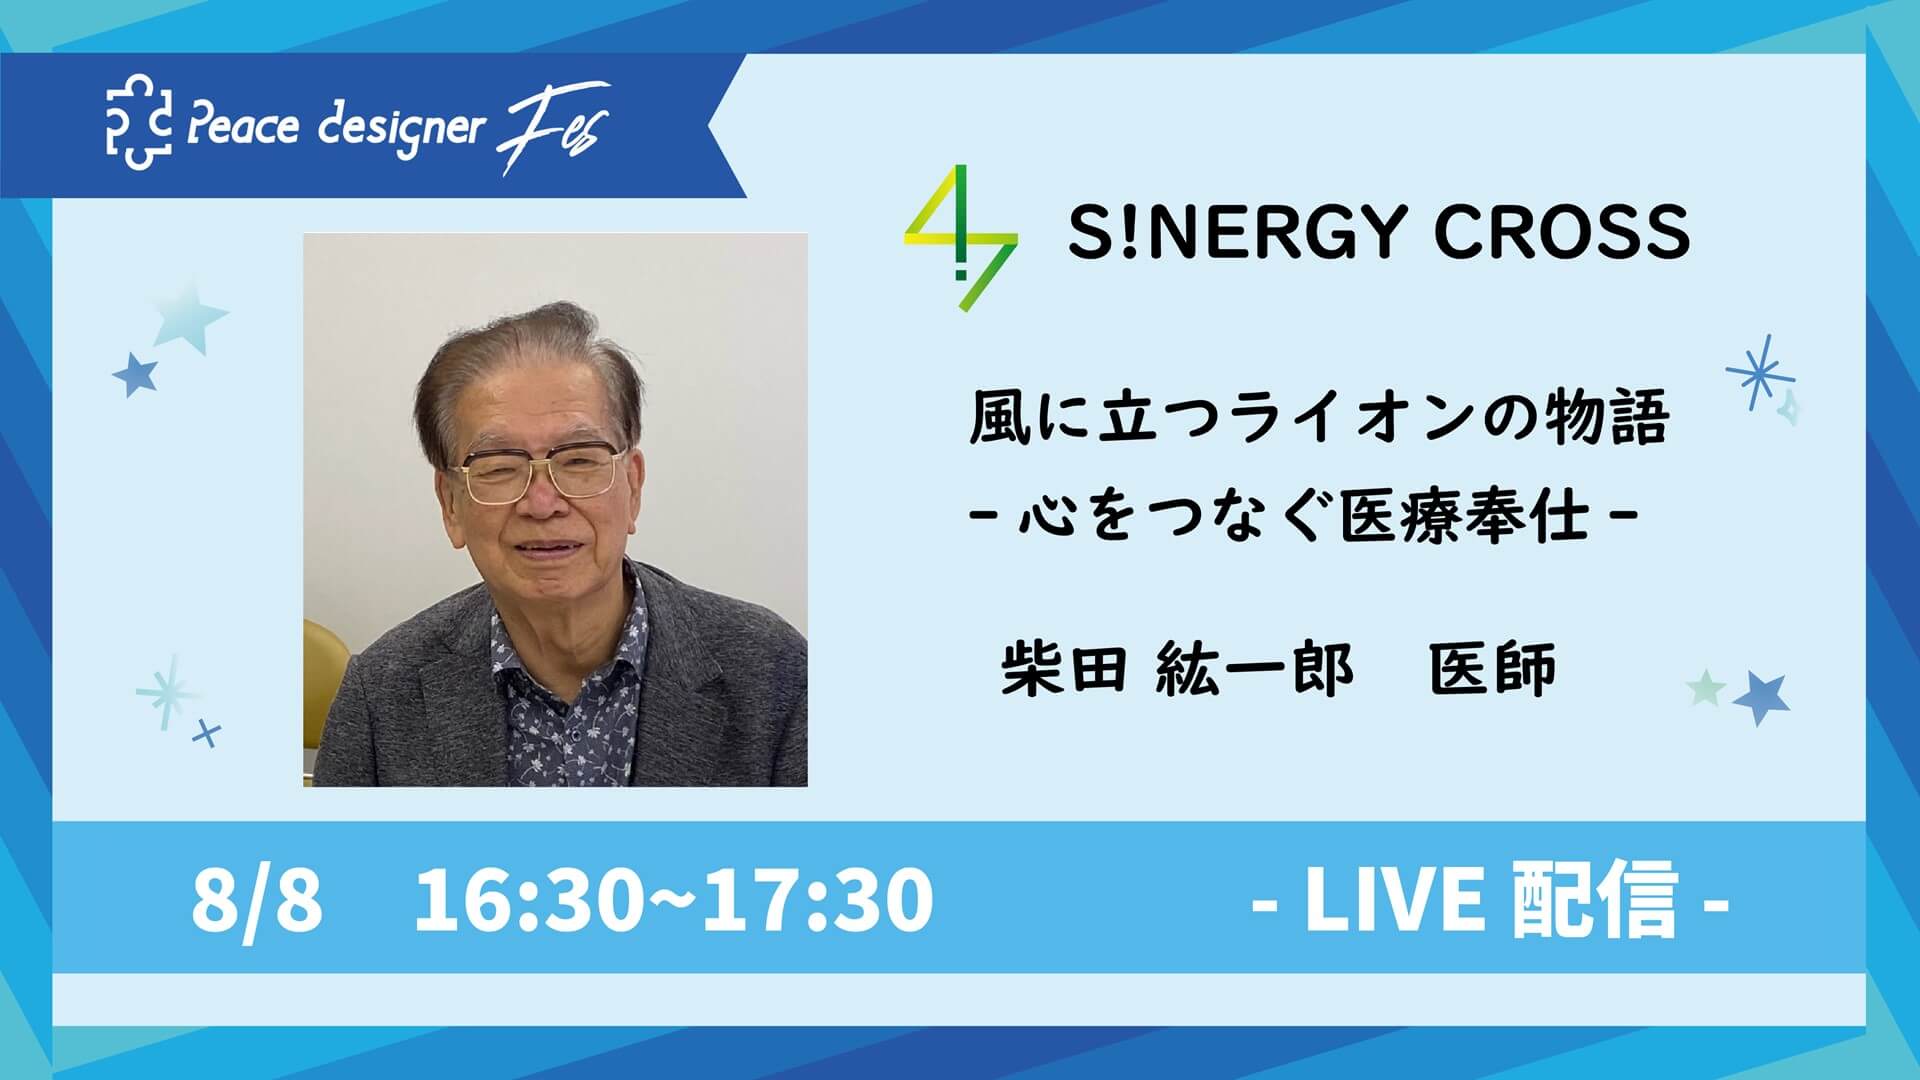 Peace designer Fes
S!NERGY CROSS
風に立つライオンの物語
- 心をつなぐ医療奉仕 -
柴田 紘一郎　医師
8/8　16:30~17:30
- LIVE 配信 -